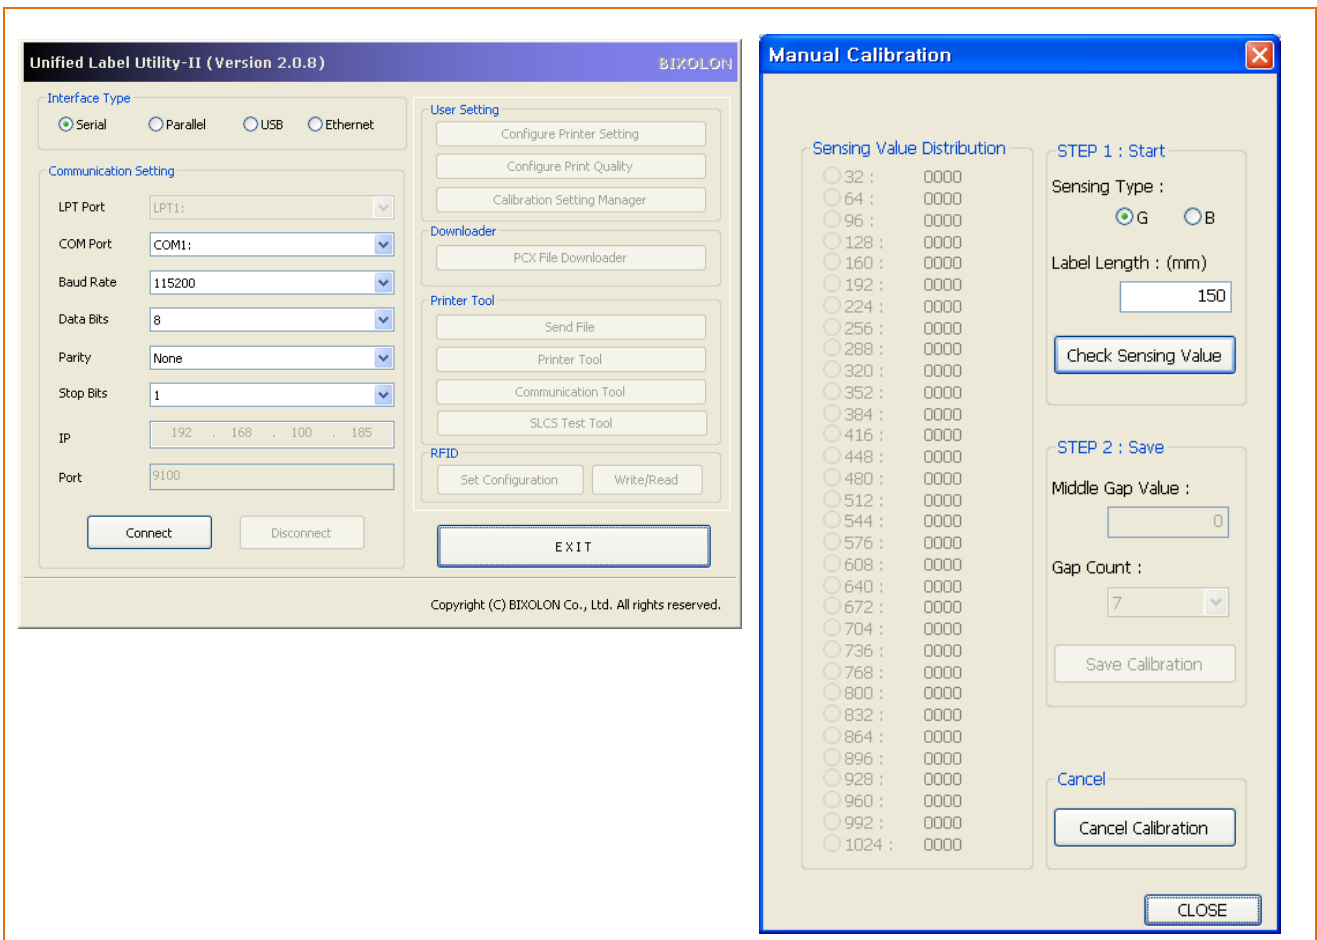 Unified Label Utility-II (Version 2.0.8)
BIXOLON
Interface Type
Serial Parallel USB Ethernet
Communication Setting
LPT Port LPT1:
COM Port COM1:
Baud Rate 115200
Data Bits 8
Parity None
Stop Bits 1
IP 192 . 168 . 100 . 185
Port 9100
Connect Disconnect
User Setting
Configure Printer Setting
Configure Print Quality
Calibration Setting Manager
Downloader
PCX File Downloader
Printer Tool
Send File
Printer Tool
Communication Tool
SLCS Test Tool
RFID
Set Configuration Write/Read
EXIT
Copyright (C) BIXOLON Co., Ltd. All rights reserved.
Manual Calibration
Sensing Value Distribution
32 : 0000
64 : 0000
96 : 0000
128 : 0000
160 : 0000
192 : 0000
224 : 0000
256 : 0000
288 : 0000
320 : 0000
352 : 0000
384 : 0000
416 : 0000
448 : 0000
480 : 0000
512 : 0000
544 : 0000
576 : 0000
608 : 0000
640 : 0000
672 : 0000
704 : 0000
736 : 0000
768 : 0000
800 : 0000
832 : 0000
864 : 0000
896 : 0000
928 : 0000
960 : 0000
992 : 0000
1024 : 0000
STEP 1 : Start
Sensing Type :
G B
Label Length : (mm)
150
Check Sensing Value
STEP 2 : Save
Middle Gap Value :
0
Gap Count :
7
Save Calibration
Cancel
Cancel Calibration
CLOSE